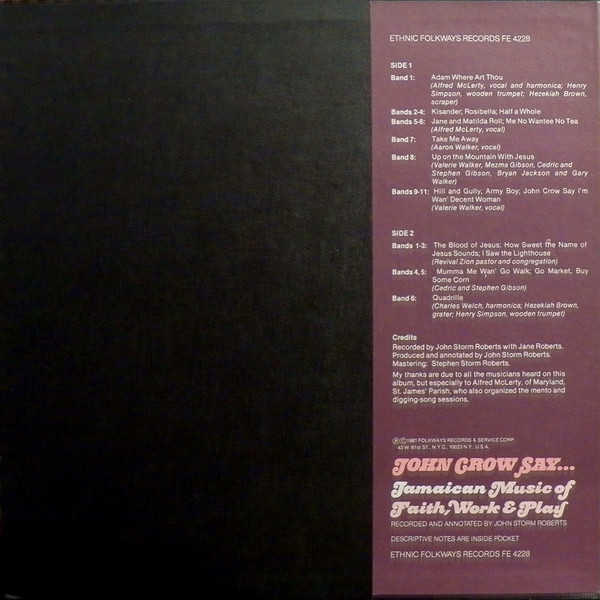 ETHNIC FOLKWAYS RECORDS FE 4228
SIDE 1
Band 1: Adam Where Art Thou
(Alfred McLerty, vocal and harmonica; Henry
Simpson, wooden trumpet; Hezekiah Brown,
scraper)
Bands 2-4: Kisander; Rosibella; Half a Whole
Bands 5-6: Jane and Matilda Roll; Me No Wantee No Tea
(Alfred McLerty, vocal)
Band 7: Take Me Away
(Aaron Walker, vocal)
Band 8: Up on the Mountain With Jesus
(Valerie Walker, Mezma Gibson, Cedric and
Stephen Gibson, Bryan Jackson and Gary
Walker)
Bands 9-11: Hill and Gully; Army Boy; John Crow Say I'm
Wan' Decent Woman
(Valerie Walker, vocal)
SIDE 2
Bands 1-3: The Blood of Jesus; How Sweet the Name of
Jesus Sounds; I Saw the Lighthouse
(Revival Zion pastor and congregation)
Bands 4, 5: Mumma Me Wan' Go Walk; Go Market, Buy
Some Corn
(Cedric and Stephen Gibson)
Band 6: Quadrille
(Charles Welch, harmonica; Hezekiah Brown,
grater; Henry Simpson, wooden trumpet)
Credits
Recorded by John Storm Roberts with Jane Roberts.
Produced and annotated by John Storm Roberts.
Mastering: Stephen Storm Roberts.
My thanks are due to all the musicians heard on this
album, but especially to Alfred McLerty, of Maryland,
St. James' Parish, who also organized the mento and
digging-song sessions.
Ⓟ©1981 FOLKWAYS RECORDS & SERVICE CORP.
43 W. 61st ST., N.Y.C., 10023 N.Y., U.S.A.
JOHN CROW SAY...
Jamaican Music of
Faith, Work & Play
RECORDED AND ANNOTATED BY JOHN STORM ROBERTS
DESCRIPTIVE NOTES ARE INSIDE POCKET
ETHNIC FOLKWAYS RECORDS FE 4228